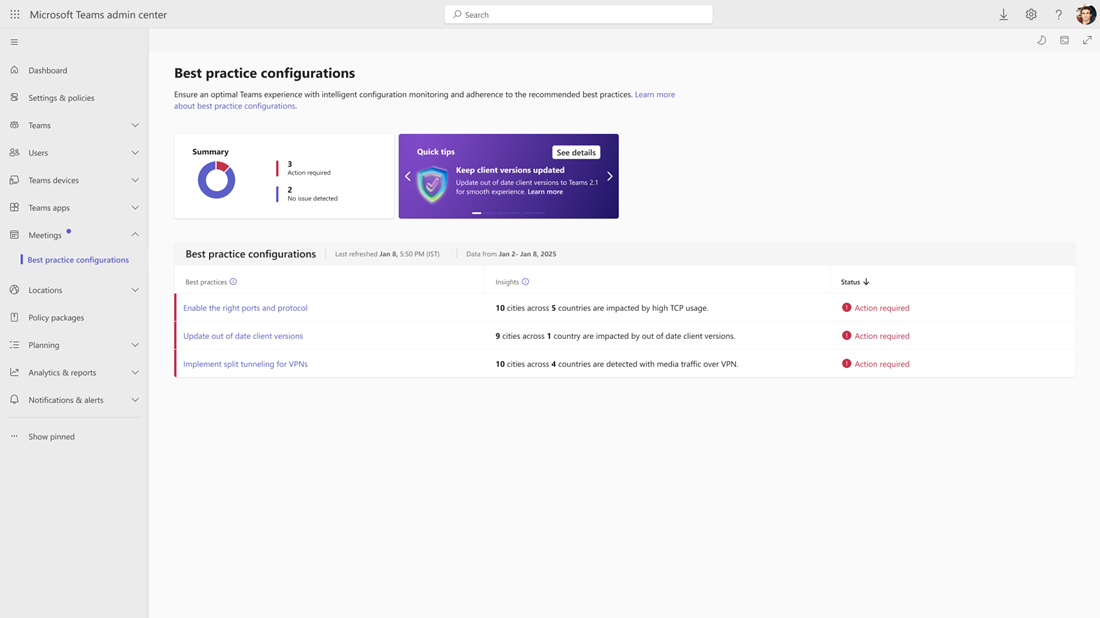 Microsoft Teams admin center
Search
Dashboard
Settings & policies
Teams
Users
Teams devices
Teams apps
Meetings
Best practice configurations
Locations
Policy packages
Planning
Analytics & reports
Notifications & alerts
Show pinned
Best practice configurations
Ensure an optimal Teams experience with intelligent configuration monitoring and adherence to the recommended best practices. Learn more
about best practice configurations.
Summary
3
Action required
2
No issue detected
Quick tips
See details
Keep client versions updated
Update out of date client versions to Teams 2.1
for smooth experience. Learn more
Best practice configurations Last refreshed Jan 8, 5:50 PM (IST) Data from Jan 2- Jan 8, 2025
Best practices Insights Status
Enable the right ports and protocol 10 cities across 5 countries are impacted by high TCP usage. Action required
Update out of date client versions 9 cities across 1 country are impacted by out of date client versions. Action required
Implement split tunneling for VPNs 10 cities across 4 countries are detected with media traffic over VPN. Action required